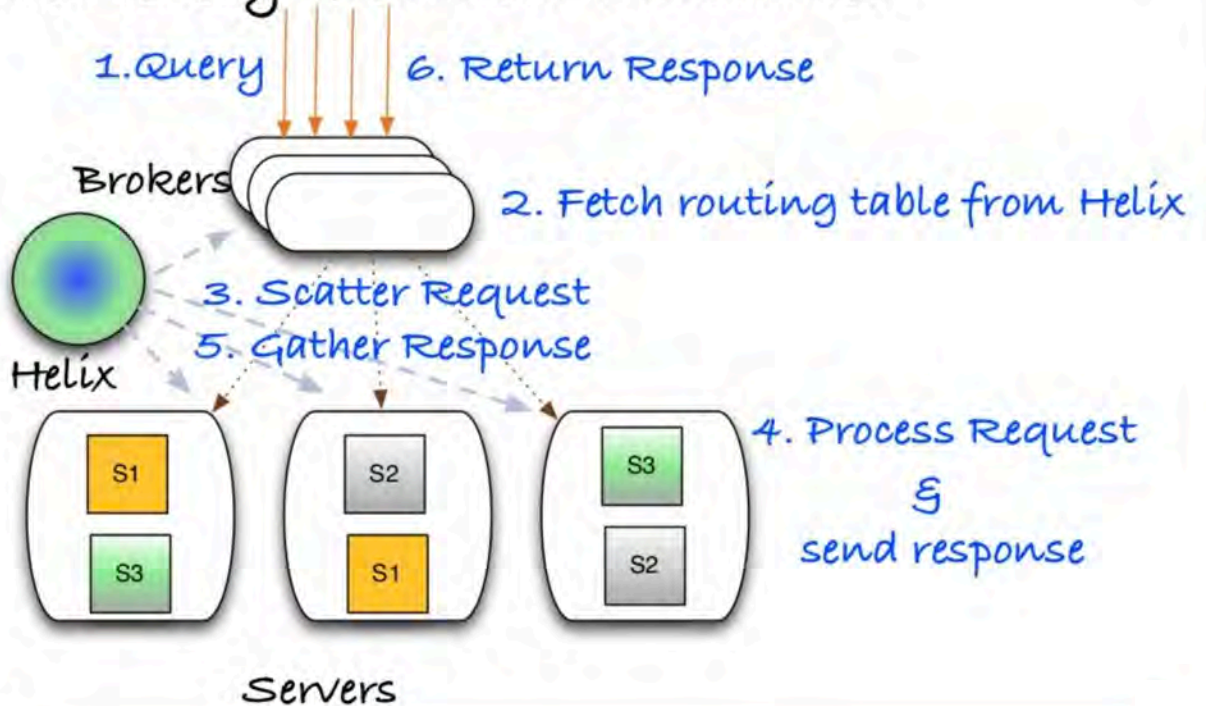 1.Query
6. Return Response
Brokers
2. Fetch routing table from Helix
3. Scatter Request
5. Gather Response
Helix
4. Process Request
&
send response
S1
S2
S3
S3
S1
S2
Servers